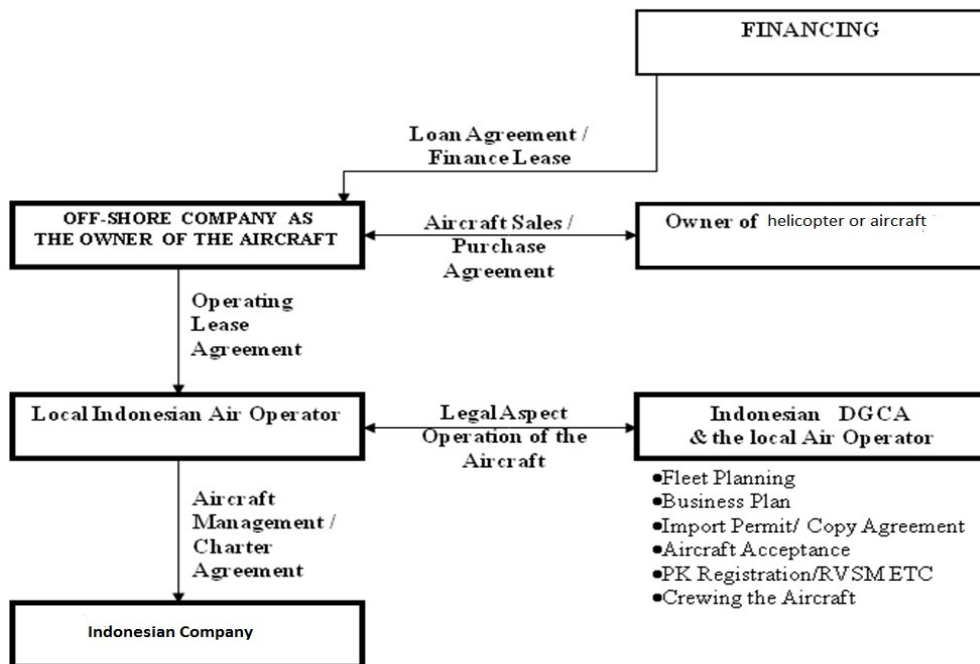 FINANCING
Loan Agreement /
Finance Lease
OFF-SHORE COMPANY AS
THE OWNER OF THE AIRCRAFT
Aircraft Sales /
Purchase
Agreement
Owner of helicopter or aircraft
Operating
Lease
Agreement
Local Indonesian Air Operator
Legal Aspect
Operation of the
Aircraft
Indonesian DGCA
& the local Air Operator
•Fleet Planning
•Business Plan
•Import Permit/ Copy Agreement
•Aircraft Acceptance
•PK Registration/RVSM ETC
•Crewing the Aircraft
Aircraft
Management /
Charter
Agreement
Indonesian Company